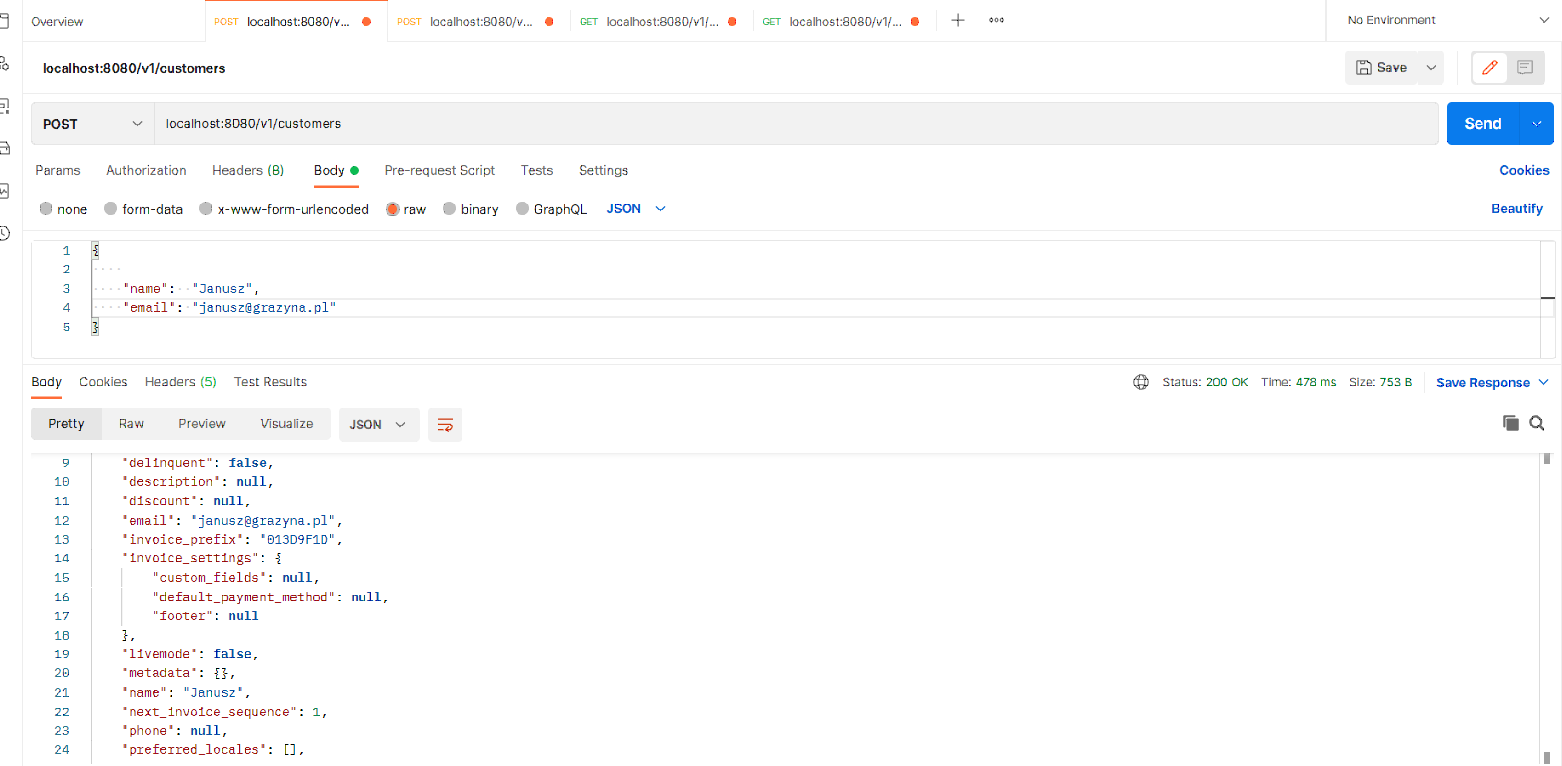 Overview POST localhost:8080/v... POST localhost:8080/v... GET localhost:8080/v1/... GET localhost:8080/v1/... No Environment
localhost:8080/v1/customers Save
POST localhost:8080/v1/customers Send
Params Authorization Headers (8) Body Pre-request Script Tests Settings Cookies
none form-data x-www-form-urlencoded raw binary GraphQL JSON Beautify
1 {
2
3 "name": "Janusz",
4 "email": "janusz@grazyna.pl"
5 }
Body Cookies Headers (5) Test Results Status: 200 OK Time: 478 ms Size: 753 B Save Response
Pretty Raw Preview Visualize JSON
9 "delinquent": false,
10 "description": null,
11 "discount": null,
12 "email": "janusz@grazyna.pl",
13 "invoice_prefix": "013D9F1D",
14 "invoice_settings": {
15 "custom_fields": null,
16 "default_payment_method": null,
17 "footer": null
18 },
19 "livemode": false,
20 "metadata": {},
21 "name": "Janusz",
22 "next_invoice_sequence": 1,
23 "phone": null,
24 "preferred_locales": [],